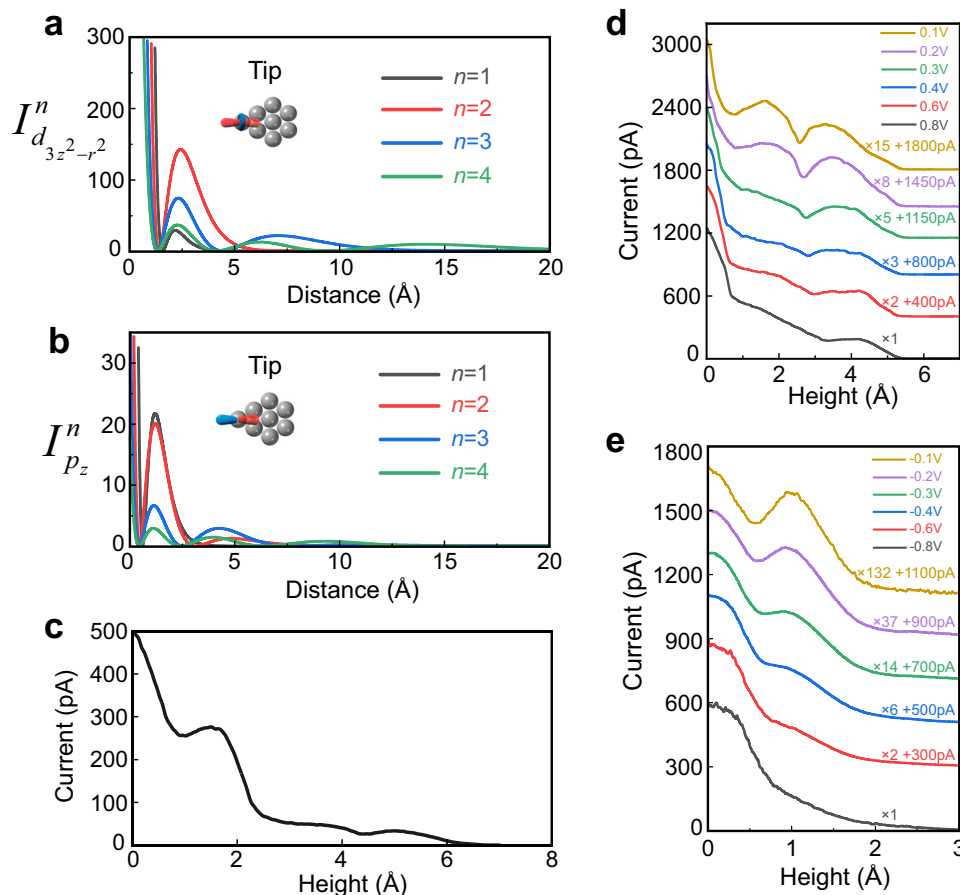 a
300
200
100
0
I^n_{d_{3z^2-r^2}}
Tip
n=1
n=2
n=3
n=4
0 5 10 15 20
Distance (Å)
b
30
20
10
0
I^n_{p_z}
Tip
n=1
n=2
n=3
n=4
0 5 10 15 20
Distance (Å)
c
500
400
300
200
100
0
Current (pA)
0 2 4 6 8
Height (Å)
d
3000
2400
1800
1200
600
0
Current (pA)
0.1V
0.2V
0.3V
0.4V
0.6V
0.8V
×15 +1800pA
×8 +1450pA
×5 +1150pA
×3 +800pA
×2 +400pA
×1
0 2 4 6
Height (Å)
e
1800
1500
1200
900
600
300
0
Current (pA)
-0.1V
-0.2V
-0.3V
-0.4V
-0.6V
-0.8V
×132 +1100pA
×37 +900pA
×14 +700pA
×6 +500pA
×2 +300pA
×1
0 1 2 3
Height (Å)